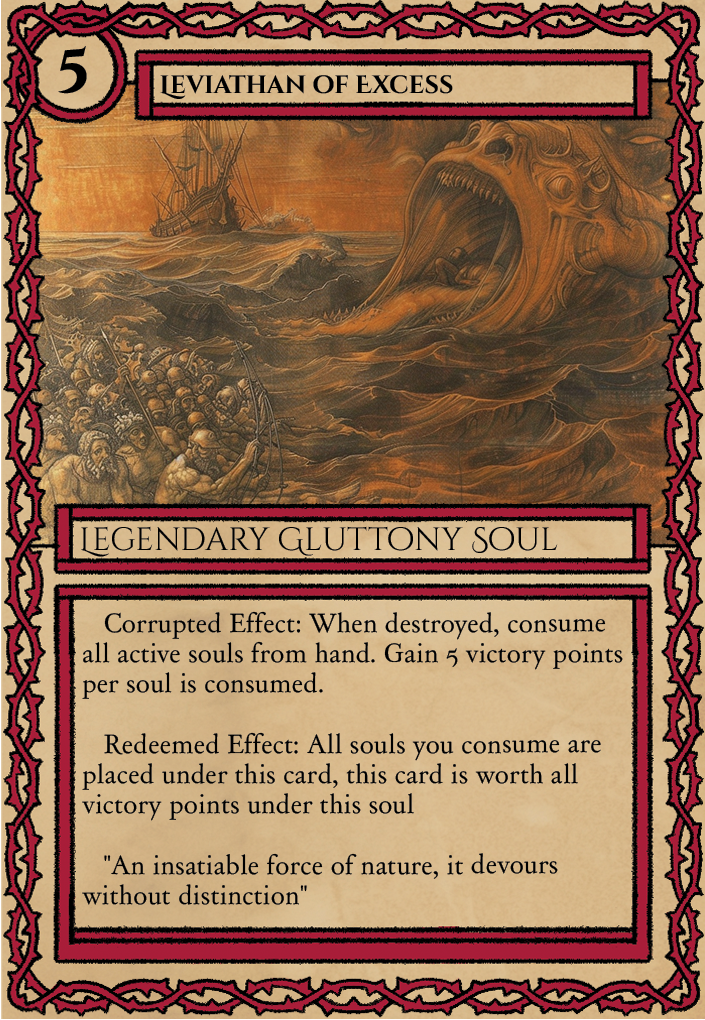 5
Leviathan of Excess
Legendary Gluttony Soul
Corrupted Effect: When destroyed, consume
all active souls from hand. Gain 5 victory points
per soul is consumed.
Redeemed Effect: All souls you consume are
placed under this card, this card is worth all
victory points under this soul
"An insatiable force of nature, it devours
without distinction"